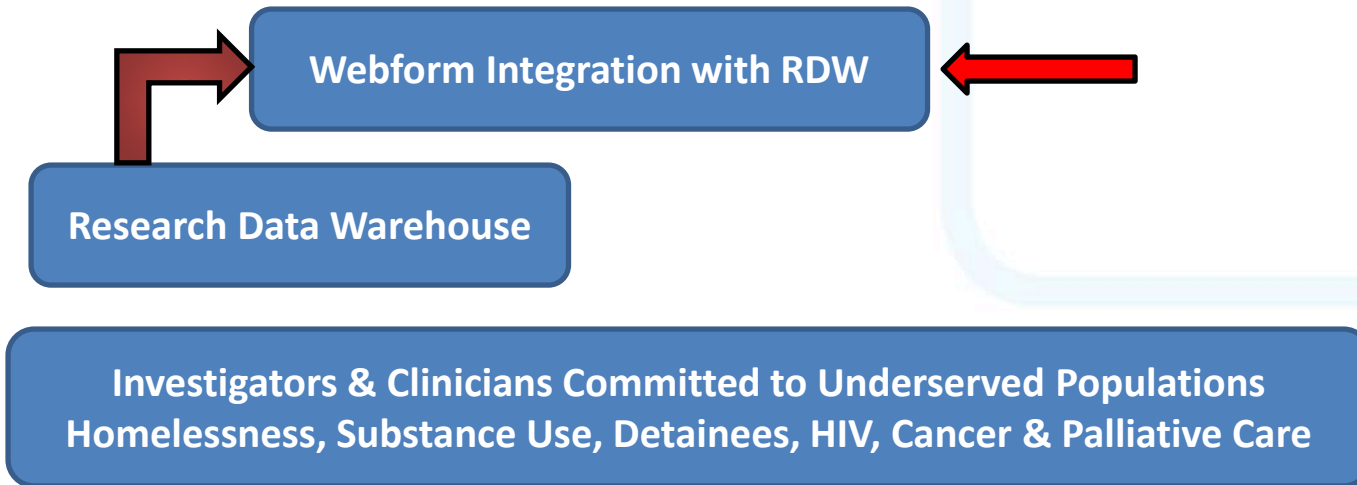 Webform Integration with RDW
Research Data Warehouse
Investigators & Clinicians Committed to Underserved Populations
Homelessness, Substance Use, Detainees, HIV, Cancer & Palliative Care